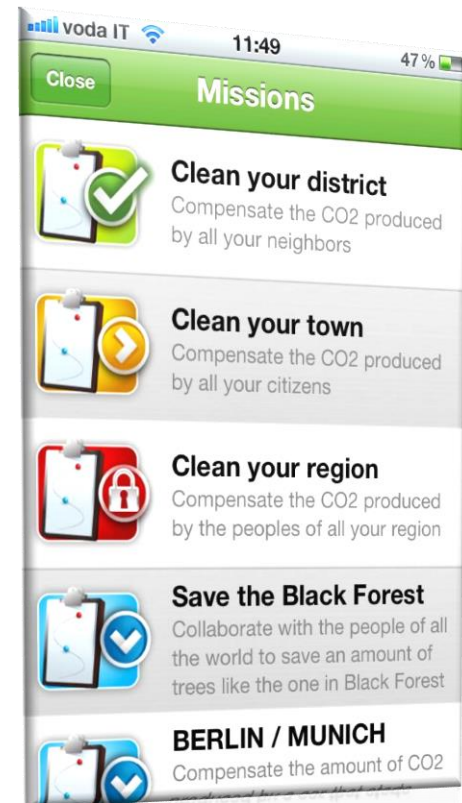 voda IT 11:49 47%
Close Missions
Clean your district
Compensate the CO2 produced
by all your neighbors
Clean your town
Compensate the CO2 produced
by all your citizens
Clean your region
Compensate the CO2 produced
by the peoples of all your region
Save the Black Forest
Collaborate with the people of all
the world to save an amount of
trees like the one in Black Forest
BERLIN / MUNICH
Compensate the amount of CO2